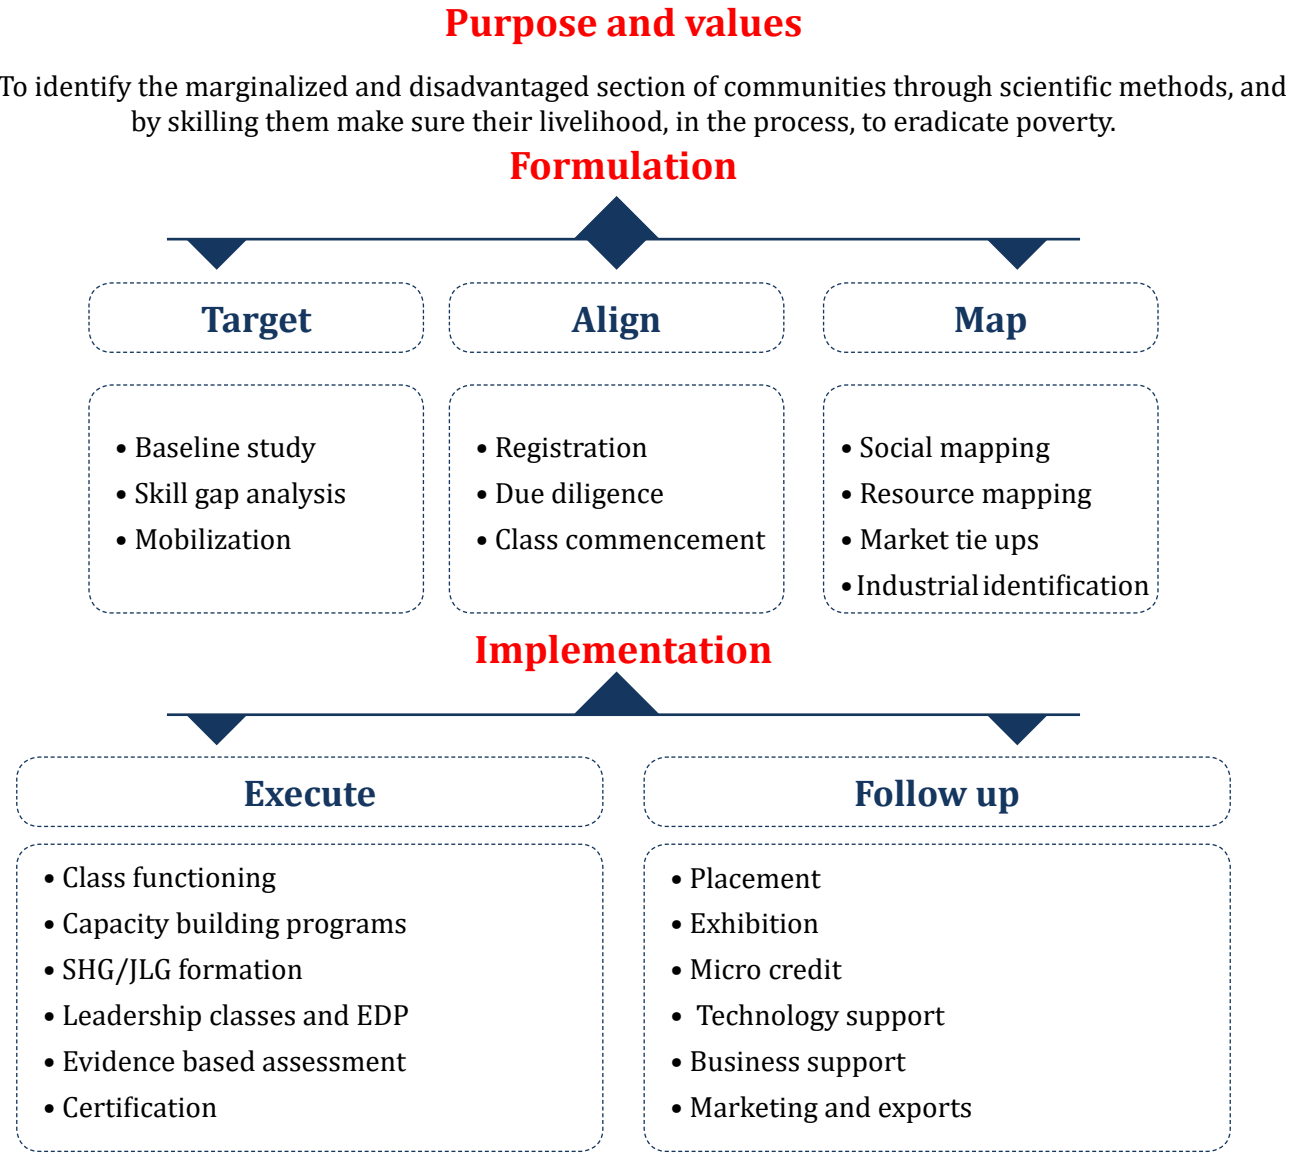 Purpose and values
To identify the marginalized and disadvantaged section of communities through scientific methods, and
by skilling them make sure their livelihood, in the process, to eradicate poverty.
Formulation
Target
• Baseline study
• Skill gap analysis
• Mobilization
Align
• Registration
• Due diligence
• Class commencement
Map
• Social mapping
• Resource mapping
• Market tie ups
• Industrial identification
Implementation
Execute
• Class functioning
• Capacity building programs
• SHG/JLG formation
• Leadership classes and EDP
• Evidence based assessment
• Certification
Follow up
• Placement
• Exhibition
• Micro credit
• Technology support
• Business support
• Marketing and exports